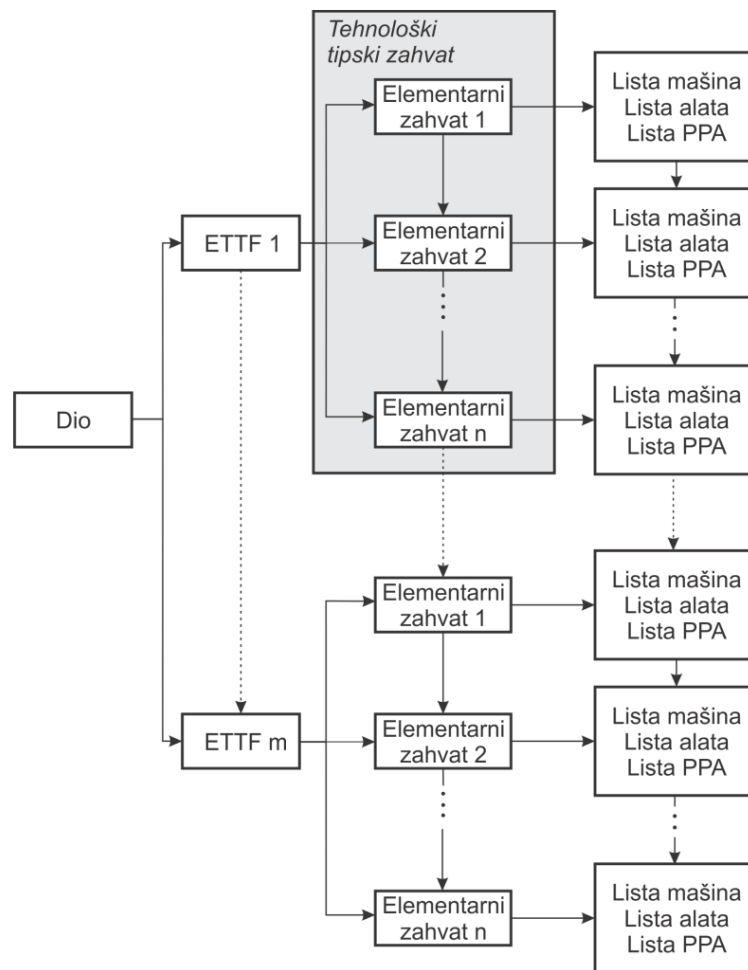 Tehnološki
tipski zahvat
Elementarni
zahvat 1
Lista mašina
Lista alata
Lista PPA
ETTF 1
Elementarni
zahvat 2
Lista mašina
Lista alata
Lista PPA
Dio
Elementarni
zahvat n
Lista mašina
Lista alata
Lista PPA
Elementarni
zahvat 1
Lista mašina
Lista alata
Lista PPA
ETTF m
Elementarni
zahvat 2
Lista mašina
Lista alata
Lista PPA
Elementarni
zahvat n
Lista mašina
Lista alata
Lista PPA